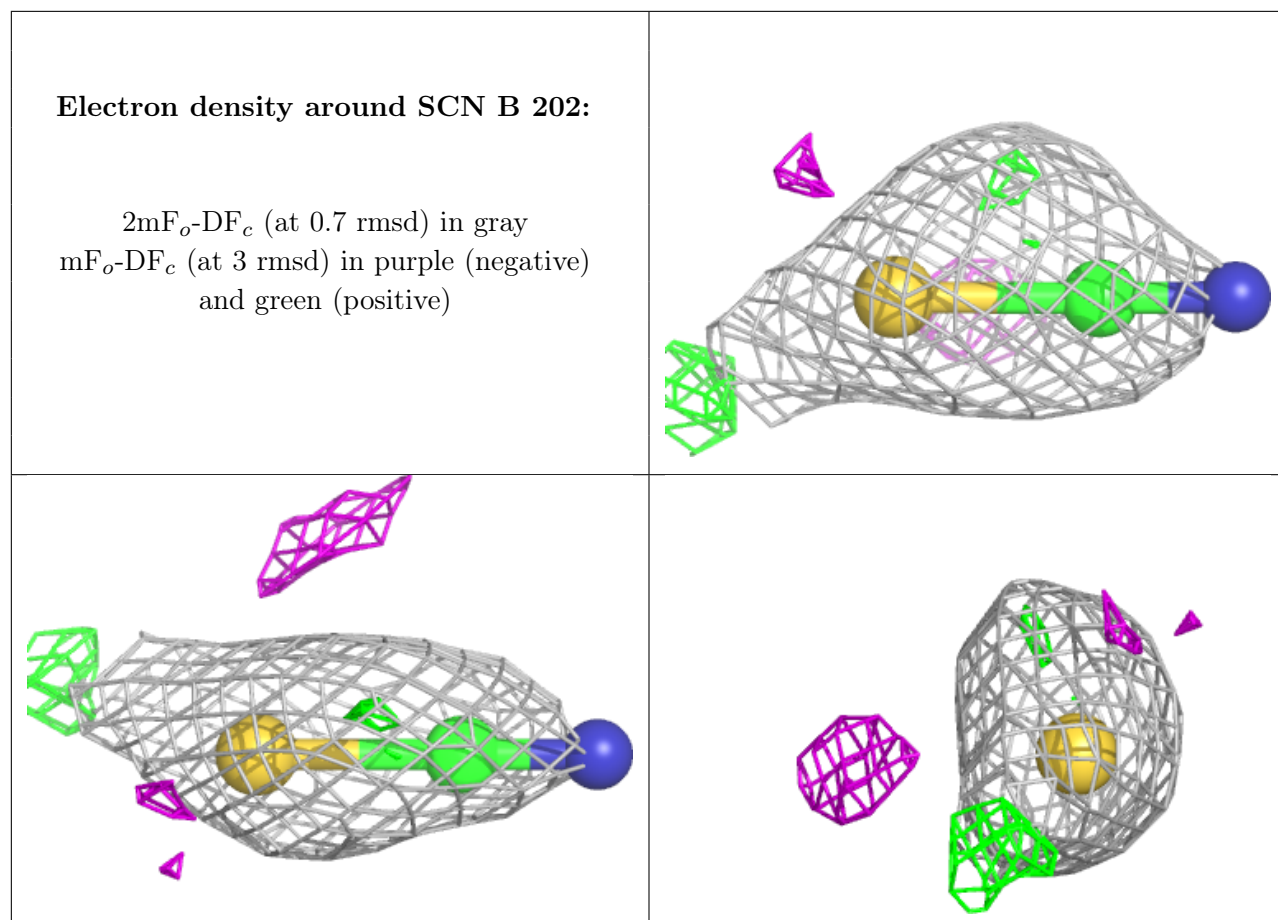 Electron density around SCN B 202:
2mFo-DFc (at 0.7 rmsd) in gray
mFo-DFc (at 3 rmsd) in purple (negative)
and green (positive)